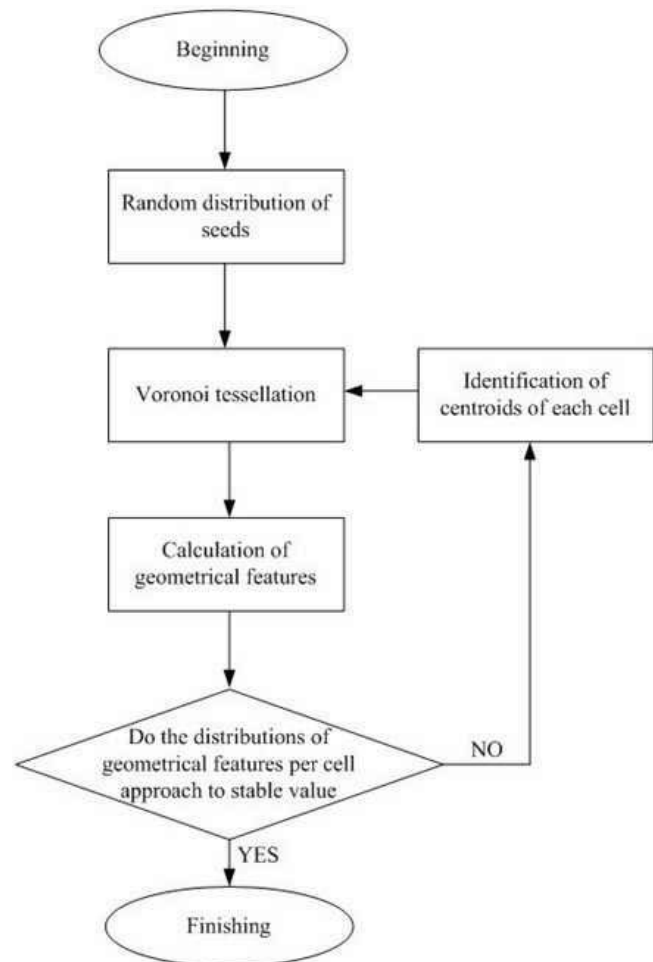 Beginning
Random distribution of
seeds
Voronoi tessellation
Identification of
centroids of each cell
Calculation of
geometrical features
Do the distributions of
geometrical features per cell
approach to stable value
NO
YES
Finishing